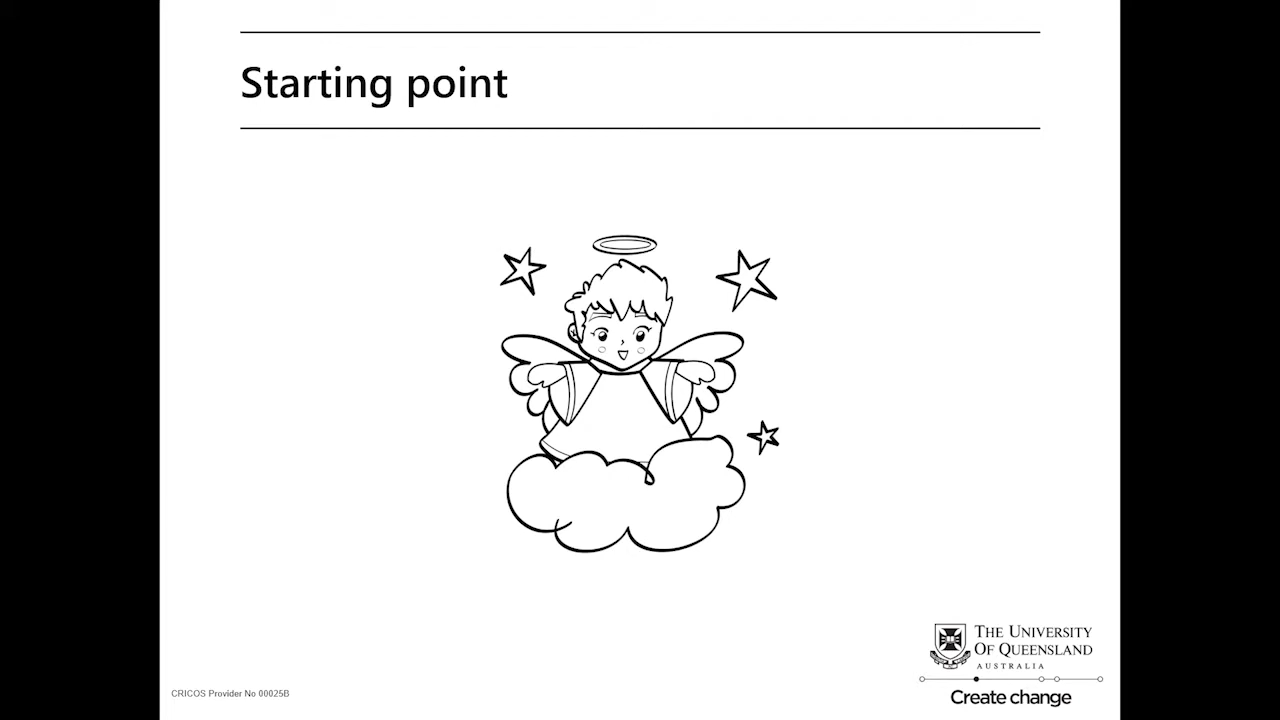 Starting point
THE UNIVERSITY
OF QUEENSLAND
AUSTRALIA
CRICOS Provider No 00025B
Create change